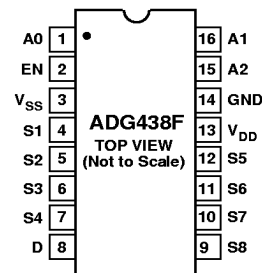 A0 1 16 A1
EN 2 15 A2
VSS 3 14 GND
S1 4 13 VDD
S2 5 12 S5
S3 6 11 S6
S4 7 10 S7
D 8 9 S8
ADG438F
TOP VIEW
(Not to Scale)